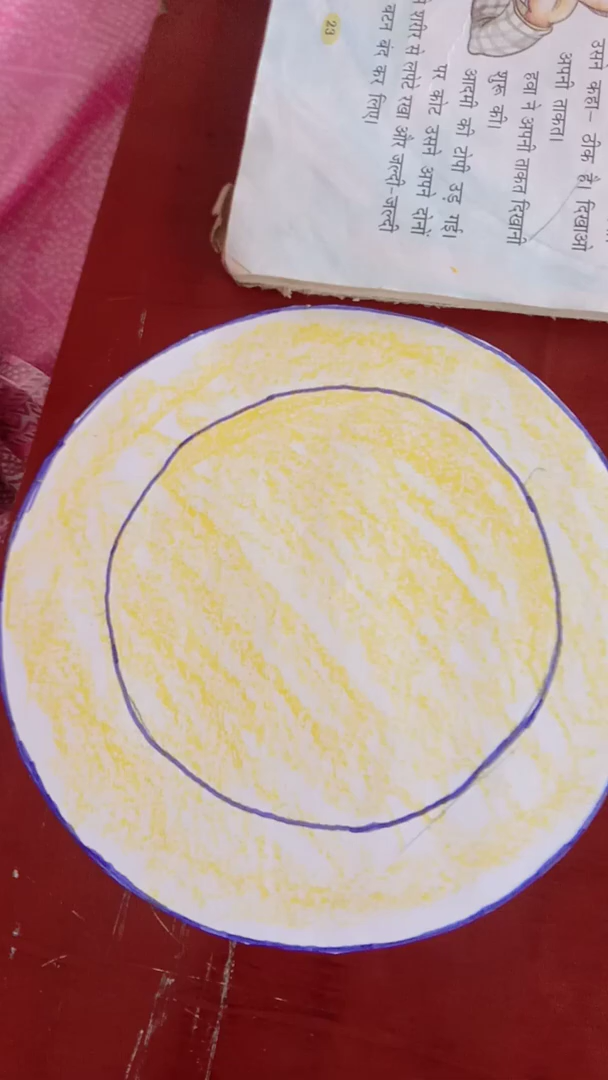 उसने कहा- ठीक है। दिखाओ
अपनी ताकत।
हवा ने अपनी ताकत दिखानी
शुरू की।
आदमी की टोपी उड़ गई।
पर कोट उसने अपने दोनों
से शरीर से लपेटे रखा और जल्दी-जल्दी
बटन बंद कर लिए।
23